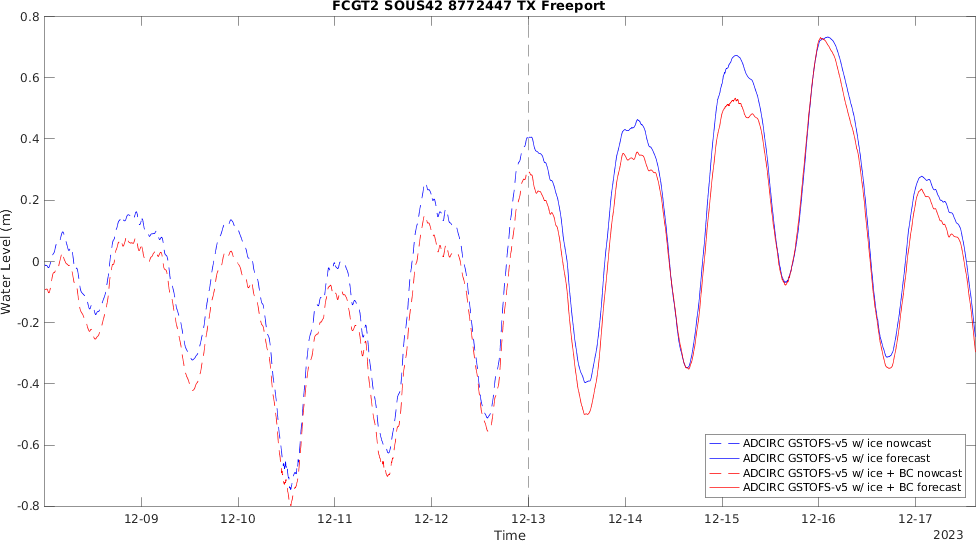 FCGT2 SOUS42 8772447 TX Freeport
0.8
0.6
0.4
0.2
0
-0.2
-0.4
-0.6
-0.8
Water Level (m)
ADCIRC GSTOFS-v5 w/ ice nowcast
ADCIRC GSTOFS-v5 w/ ice forecast
ADCIRC GSTOFS-v5 w/ ice + BC nowcast
ADCIRC GSTOFS-v5 w/ ice + BC forecast
12-09 12-10 12-11 12-12 12-13 12-14 12-15 12-16 12-17
Time
2023